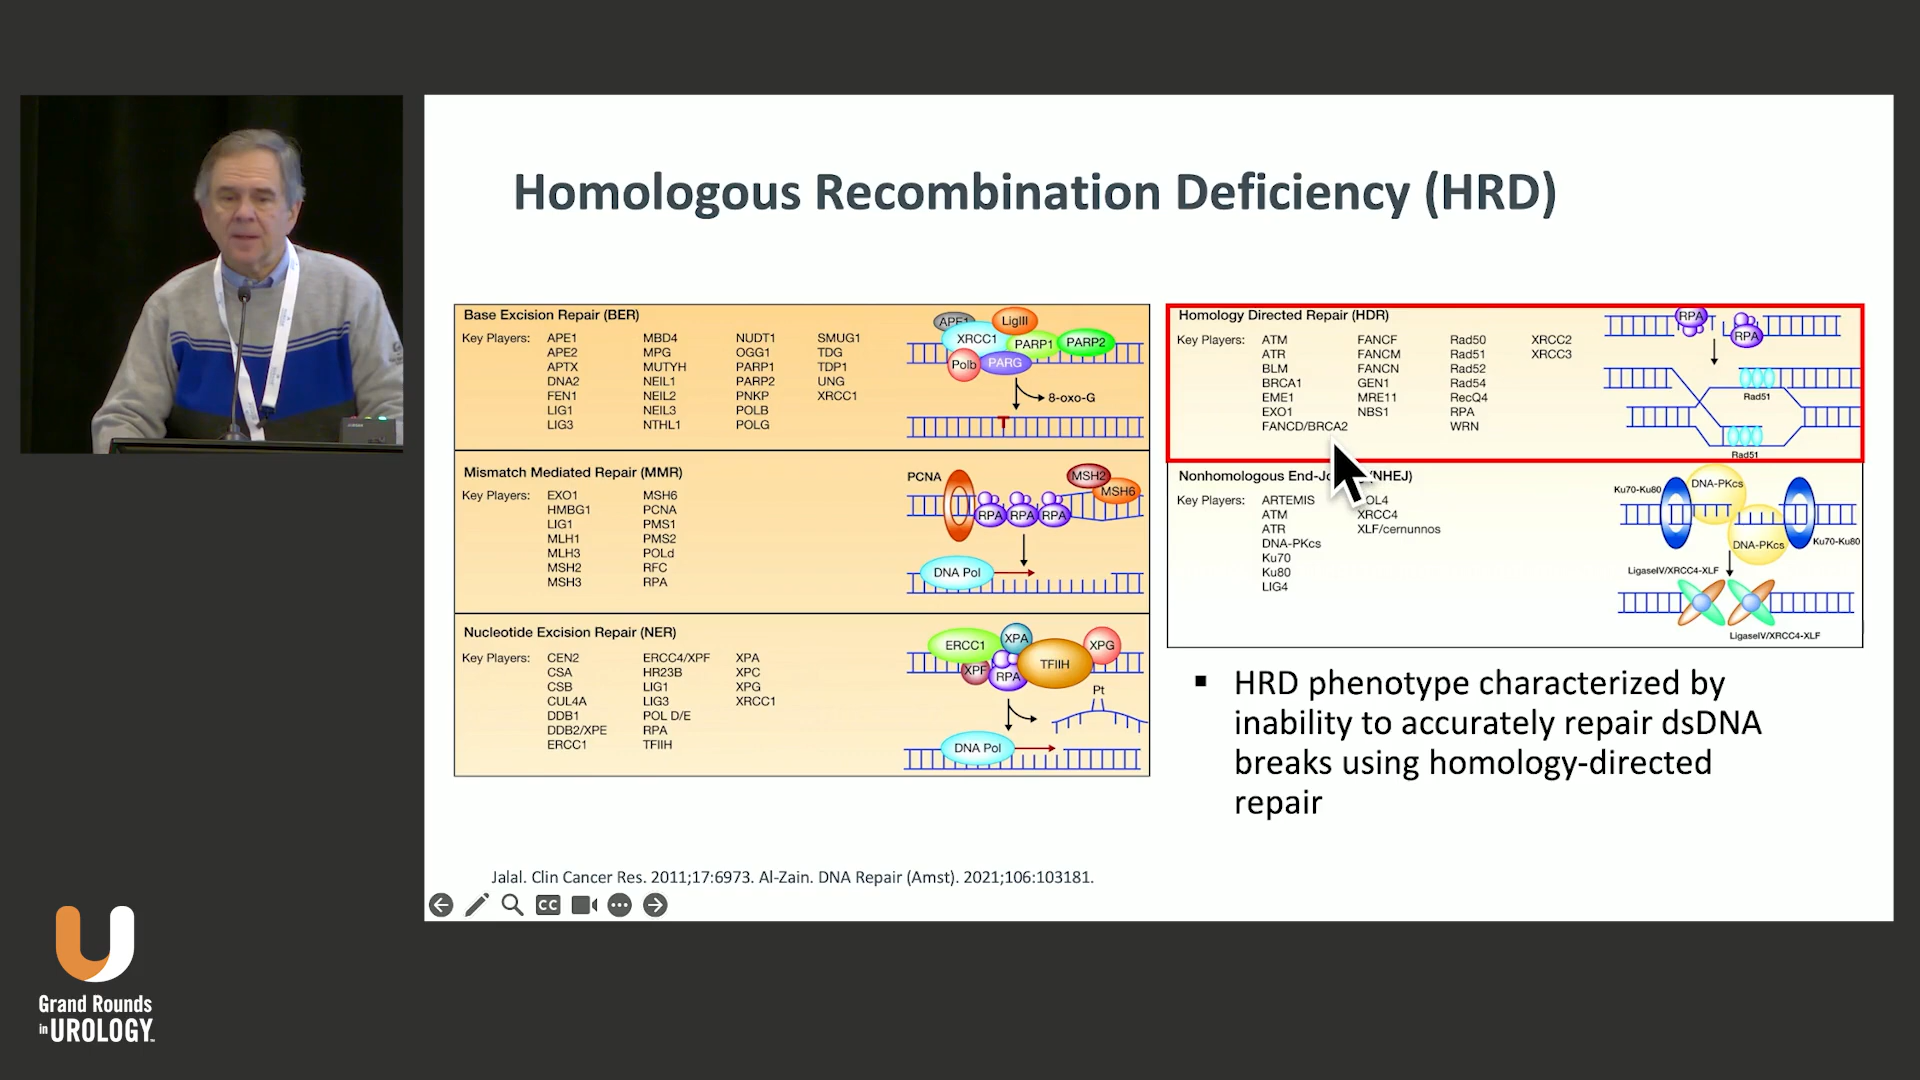 Homologous Recombination Deficiency (HRD)
Base Excision Repair (BER)
Key Players: APE1 MBD4 NUDT1 SMUG1
APE2 MPG OGG1 TDG
APTX MUTYH PARP1 TDP1
DNA2 NEIL1 PARP2 UNG
FEN1 NEIL2 PNKP XRCC1
LIG1 NEIL3 POLB
LIG3 NTHL1 POLG
APE1 LigIII
XRCC1 PARP1 PARP2
Polb PARG
8-oxo-G
T
Mismatch Mediated Repair (MMR)
Key Players: EXO1 MSH6
HMBG1 PCNA
LIG1 PMS1
MLH1 PMS2
MLH3 POLd
MSH2 RFC
MSH3 RPA
PCNA MSH2
MSH6
RPA RPA RPA
DNA Pol
Nucleotide Excision Repair (NER)
Key Players: CEN2 ERCC4/XPF XPA
CSA HR23B XPC
CSB LIG1 XPG
CUL4A LIG3 XRCC1
DDB1 POL D/E
DDB2/XPE RPA
ERCC1 TFIIH
ERCC1 XPA XPG
XPF RPA TFIIH
Pt
DNA Pol
Homology Directed Repair (HDR)
Key Players: ATM FANCF Rad50 XRCC2
ATR FANCM Rad51 XRCC3
BLM FANCN Rad52
BRCA1 GEN1 Rad54
EME1 MRE11 RecQ4
EXO1 NBS1 RPA
FANCD/BRCA2 WRN
RPA
RPA
Rad51
Rad51
Nonhomologous End-Jo (NHEJ)
Key Players: ARTEMIS OL4
ATM XRCC4
ATR XLF/cernunnos
DNA-PKcs
Ku70
Ku80
LIG4
Ku70-Ku80 DNA-PKcs
DNA-PKcs Ku70-Ku80
LigaseIV/XRCC4-XLF
LigaseIV/XRCC4-XLF
▪ HRD phenotype characterized by
inability to accurately repair dsDNA
breaks using homology-directed
repair
Jalal. Clin Cancer Res. 2011;17:6973. Al-Zain. DNA Repair (Amst). 2021;106:103181.
CC
Grand Rounds
in UROLOGY™